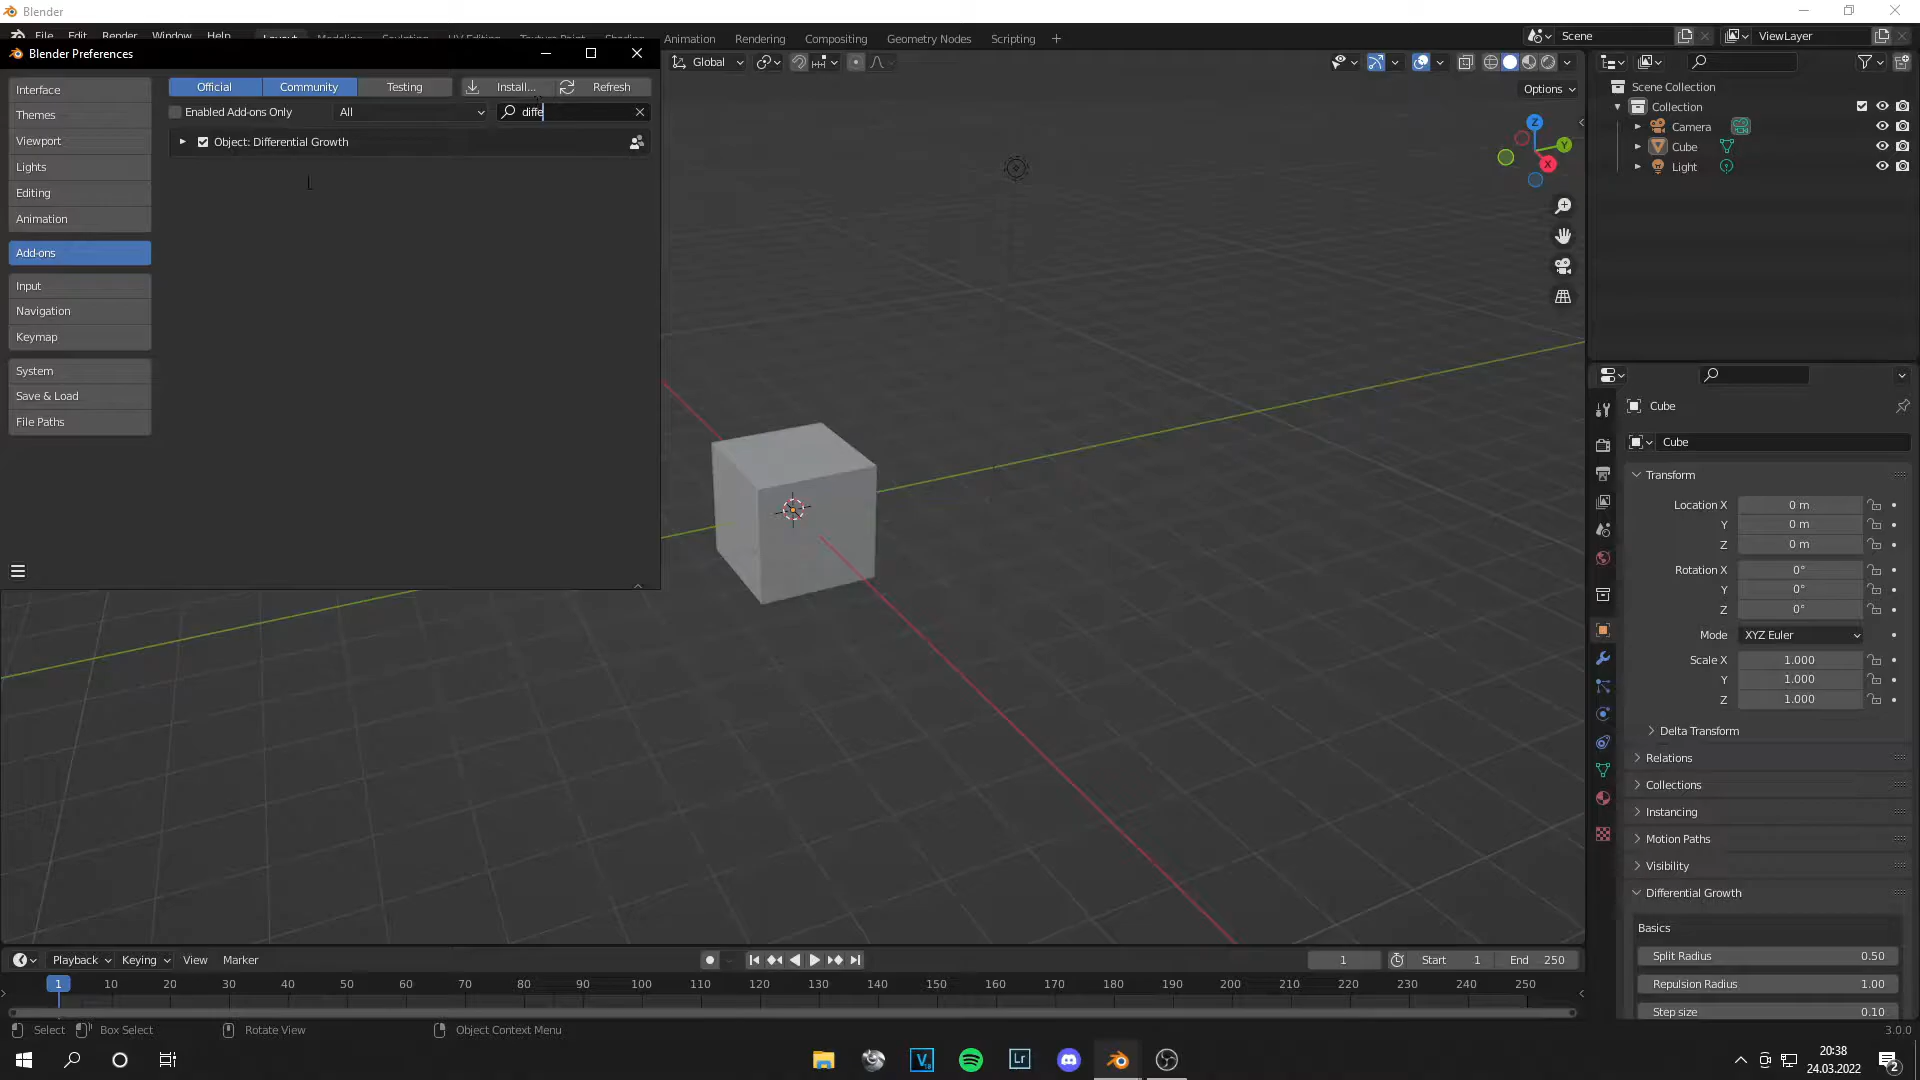 Blender
File Edit Render Window Help Layout Modeling Sculpting UV Editing Texture Paint Shading Animation Rendering Compositing Geometry Nodes Scripting Scene ViewLayer
Blender Preferences
Global
Options
Interface
Themes
Viewport
Lights
Editing
Animation
Add-ons
Input
Navigation
Keymap
System
Save & Load
File Paths
Official Community Testing Install... Refresh
Enabled Add-ons Only All diffe
Object: Differential Growth
Z
Y
X
Scene Collection
Collection
Camera
Cube
Light
Cube
Cube
Transform
Location X 0 m
Y 0 m
Z 0 m
Rotation X 0°
Y 0°
Z 0°
Mode XYZ Euler
Scale X 1.000
Y 1.000
Z 1.000
Delta Transform
Relations
Collections
Instancing
Motion Paths
Visibility
Differential Growth
Basics
Split Radius 0.50
Repulsion Radius 1.00
Step size 0.10
Playback Keying View Marker 1 Start 1 End 250
1 10 20 30 40 50 60 70 80 90 100 110 120 130 140 150 160 170 180 190 200 210 220 230 240 250
Select Box Select Rotate View Object Context Menu 3.0.0
V
18
Lr
20:38
24.03.2022
2